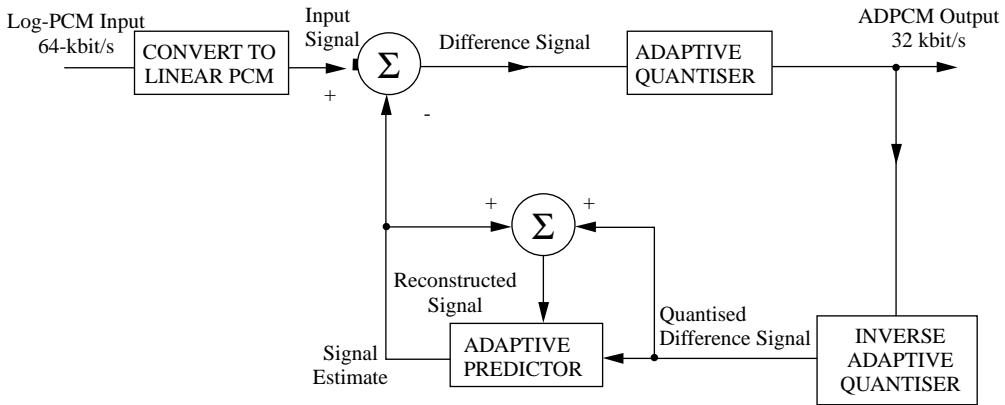 Log-PCM Input
64-kbit/s
CONVERT TO
LINEAR PCM
Input
Signal
+
Σ
-
Difference Signal
ADAPTIVE
QUANTISER
ADPCM Output
32 kbit/s
+
Σ
+
Reconstructed
Signal
Signal
Estimate
ADAPTIVE
PREDICTOR
Quantised
Difference Signal
INVERSE
ADAPTIVE
QUANTISER